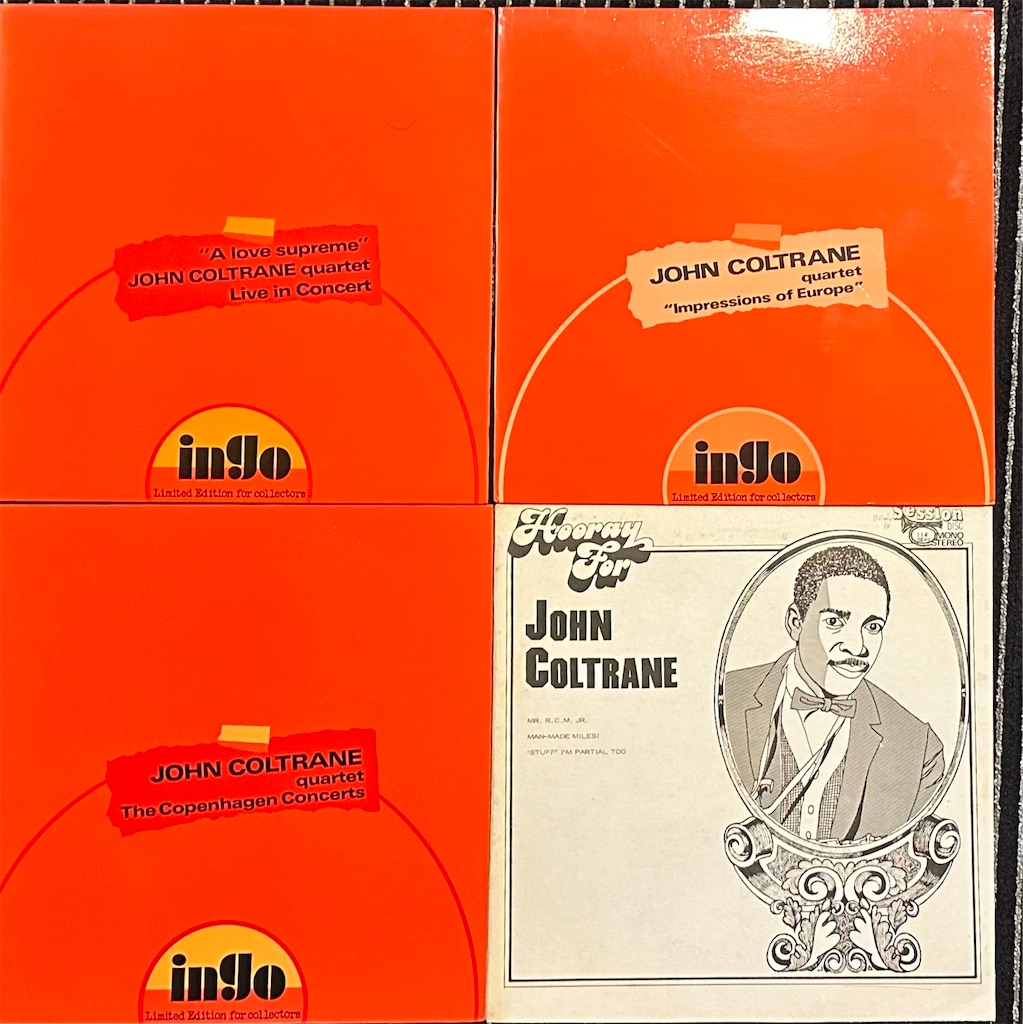 "A love supreme"
JOHN COLTRANE quartet
Live in Concert
ingo
Limited Edition for collectors
JOHN COLTRANE
quartet
"Impressions of Europe"
ingo
Limited Edition for collectors
JOHN COLTRANE
quartet
The Copenhagen Concerts
ingo
Limited Edition for collectors
Hooray
For
JOHN
COLTRANE
MR. R.C.M. JR.
MAN-MADE MILES!
'STUFF' I'M PARTIAL TOO
session
DISC
114
MONO
STEREO